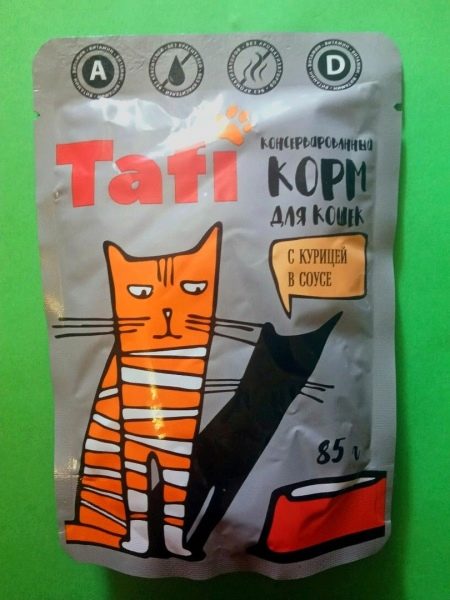 A
D
Tafi
КОНСЕРВИРОВАННЫЙ
КОРМ
ДЛЯ КОШЕК
С КУРИЦЕЙ
В СОУСЕ
85 г